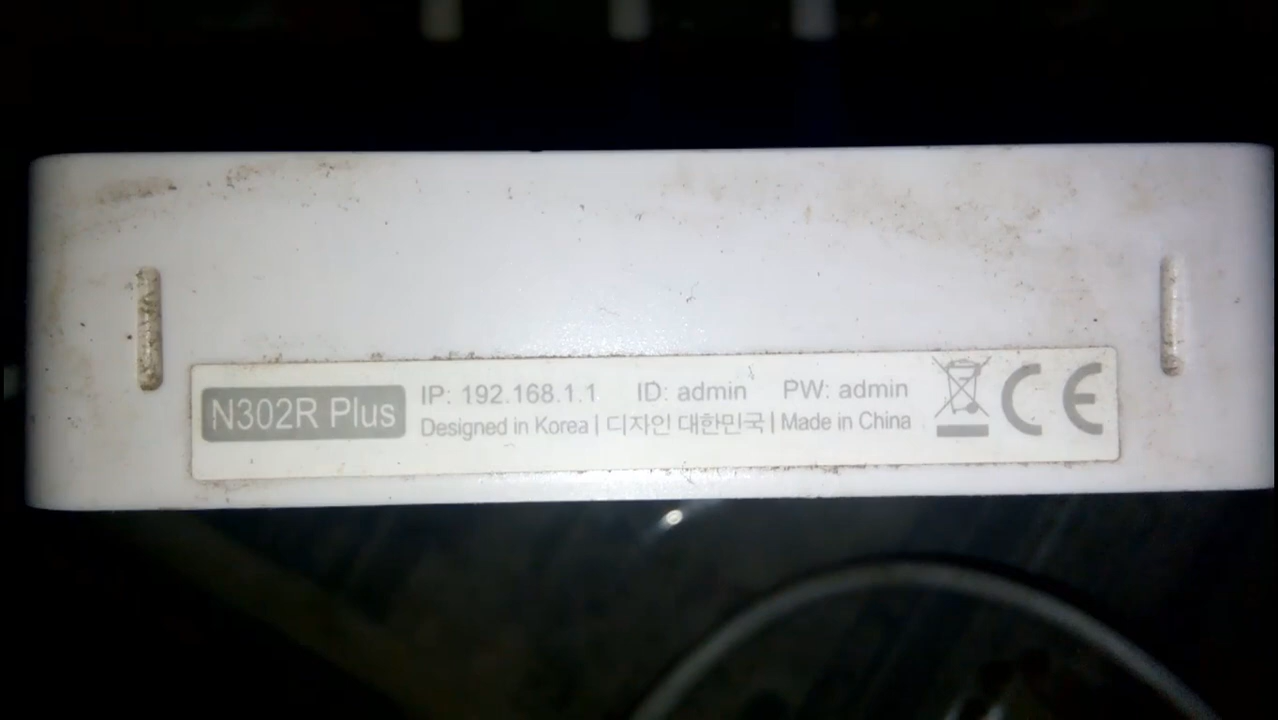 N302R Plus
IP: 192.168.1.1 ID: admin PW: admin
Designed in Korea | 디자인 대한민국 | Made in China
CE